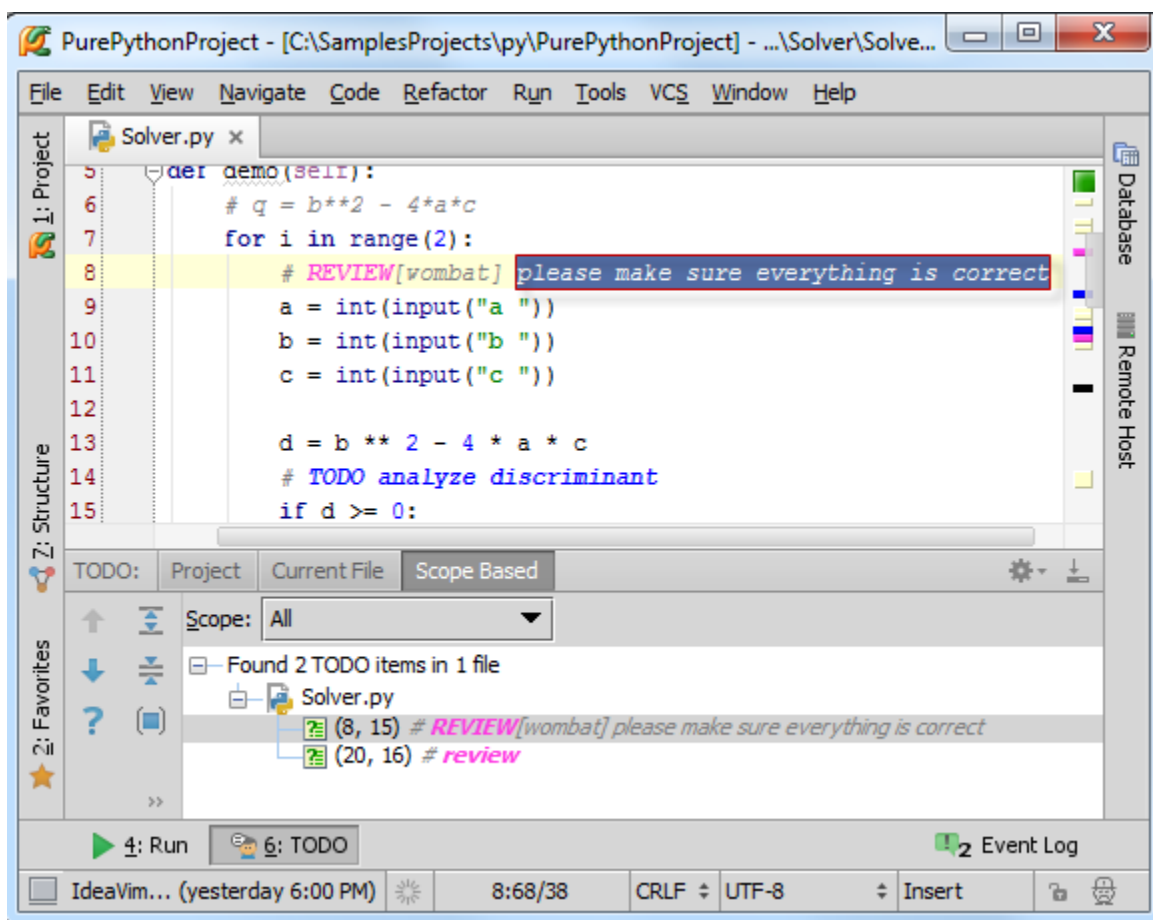 PurePythonProject - [C:\SamplesProjects\py\PurePythonProject] - ...\Solver\Solve...
File Edit View Navigate Code Refactor Run Tools VCS Window Help
Solver.py
1: Project
Z: Structure
2: Favorites
5 def demo(self):
6 # q = b**2 - 4*a*c
7 for i in range(2):
8 # REVIEW[wombat] please make sure everything is correct
9 a = int(input("a "))
10 b = int(input("b "))
11 c = int(input("c "))
12
13 d = b ** 2 - 4 * a * c
14 # TODO analyze discriminant
15 if d >= 0:
Database
Remote Host
TODO: Project Current File Scope Based
Scope: All
Found 2 TODO items in 1 file
Solver.py
(8, 15) # REVIEW[wombat] please make sure everything is correct
(20, 16) # review
4: Run 6: TODO 2 Event Log
IdeaVim... (yesterday 6:00 PM) 8:68/38 CRLF UTF-8 Insert